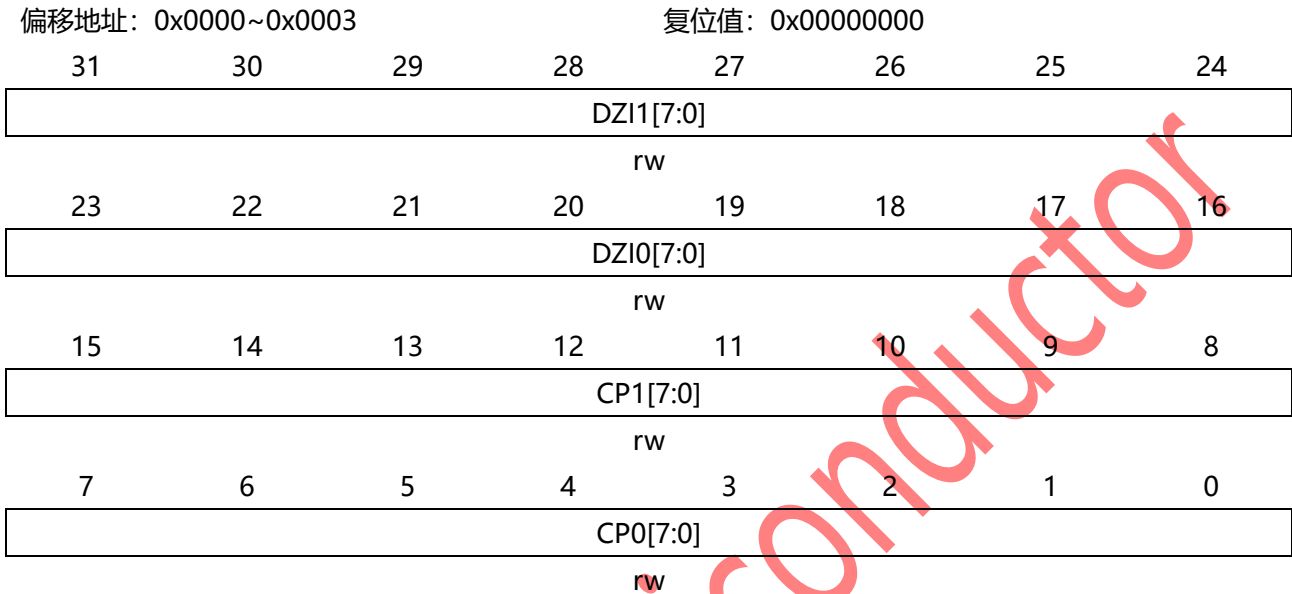 偏移地址：0x0000~0x0003 复位值：0x00000000
31 30 29 28 27 26 25 24
DZI1[7:0]
rw
23 22 21 20 19 18 17 16
DZI0[7:0]
rw
15 14 13 12 11 10 9 8
CP1[7:0]
rw
7 6 5 4 3 2 1 0
CP0[7:0]
rw
iconductor